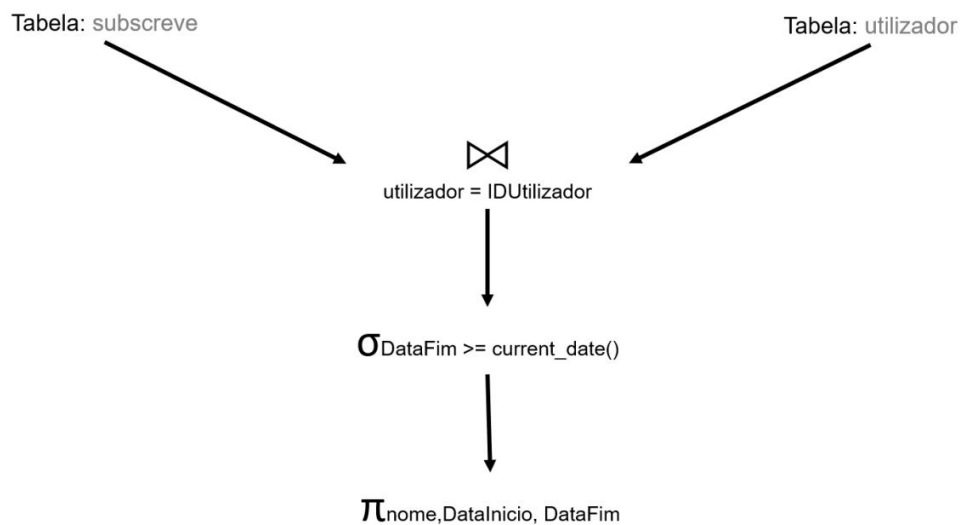 Tabela: subscreve
Tabela: utilizador
⋈
utilizador = IDUtilizador
σDataFim >= current_date()
πnome,DataInicio, DataFim